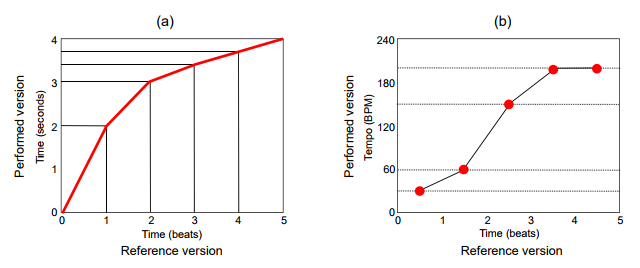 (a)
Performed version
Time (seconds)
4
3
2
1
0
0 1 2 3 4 5
Time (beats)
Reference version
(b)
Performed version
Tempo (BPM)
240
180
120
60
0
0 1 2 3 4 5
Time (beats)
Reference version